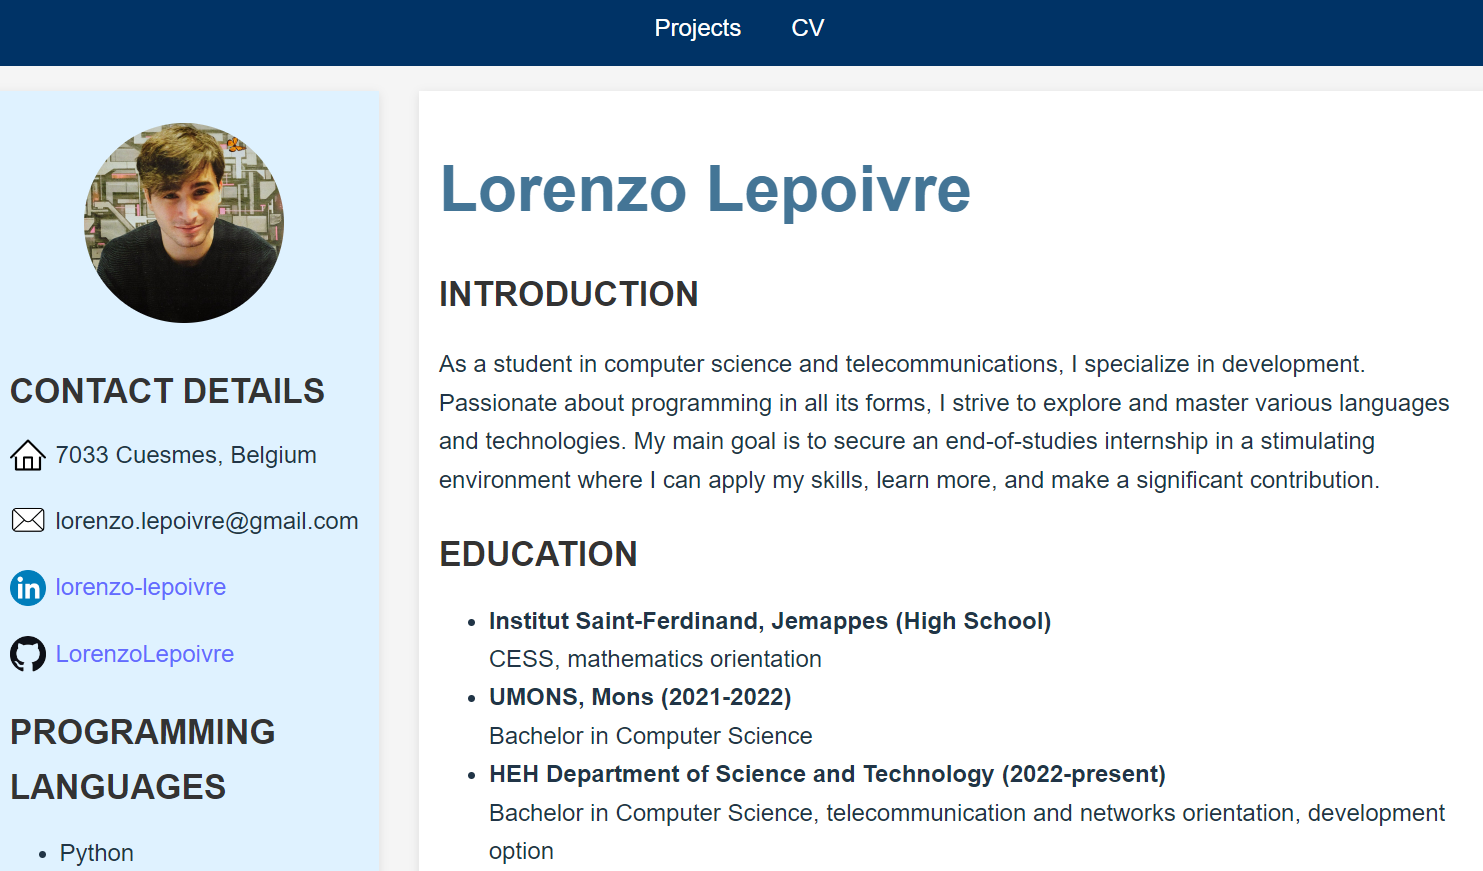 Projects CV
CONTACT DETAILS
7033 Cuesmes, Belgium
lorenzo.lepoivre@gmail.com
in lorenzo-lepoivre
LorenzoLepoivre
PROGRAMMING
LANGUAGES
• Python
Lorenzo Lepoivre
INTRODUCTION
As a student in computer science and telecommunications, I specialize in development.
Passionate about programming in all its forms, I strive to explore and master various languages
and technologies. My main goal is to secure an end-of-studies internship in a stimulating
environment where I can apply my skills, learn more, and make a significant contribution.
EDUCATION
• Institut Saint-Ferdinand, Jemappes (High School)
CESS, mathematics orientation
• UMONS, Mons (2021-2022)
Bachelor in Computer Science
• HEH Department of Science and Technology (2022-present)
Bachelor in Computer Science, telecommunication and networks orientation, development
option